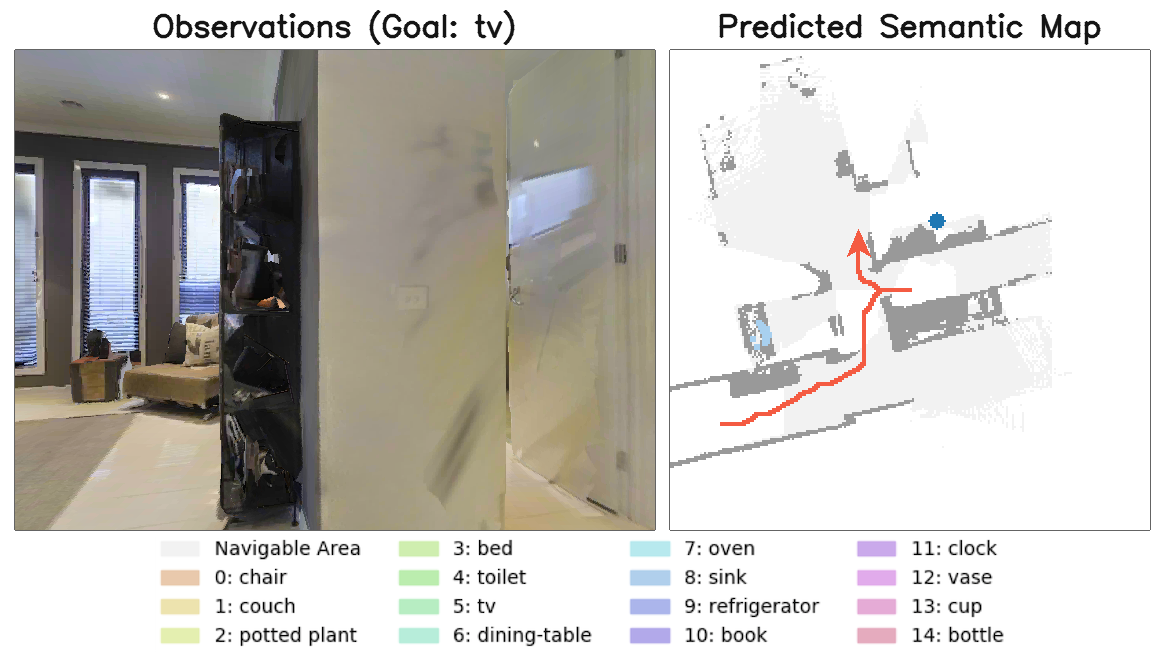 Observations (Goal: tv)
Predicted Semantic Map
Navigable Area
0: chair
1: couch
2: potted plant
3: bed
4: toilet
5: tv
6: dining-table
7: oven
8: sink
9: refrigerator
10: book
11: clock
12: vase
13: cup
14: bottle